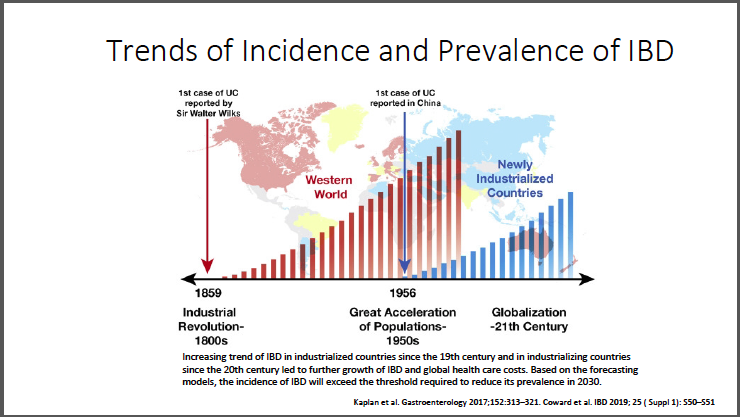 Trends of Incidence and Prevalence of IBD
1st case of UC
reported by
Sir Walter Wilks
1st case of UC
reported in China
Western
World
Newly
Industrialized
Countries
1859
1956
Industrial
Revolution-
1800s
Great Acceleration
of Populations-
1950s
Globalization
-21th Century
Increasing trend of IBD in industrialized countries since the 19th century and in industrializing countries
since the 20th century led to further growth of IBD and global health care costs. Based on the forecasting
models, the incidence of IBD will exceed the threshold required to reduce its prevalence in 2030.
Kaplan et al. Gastroenterology 2017;152:313–321. Coward et al. IBD 2019; 25 ( Suppl 1): S50–S51